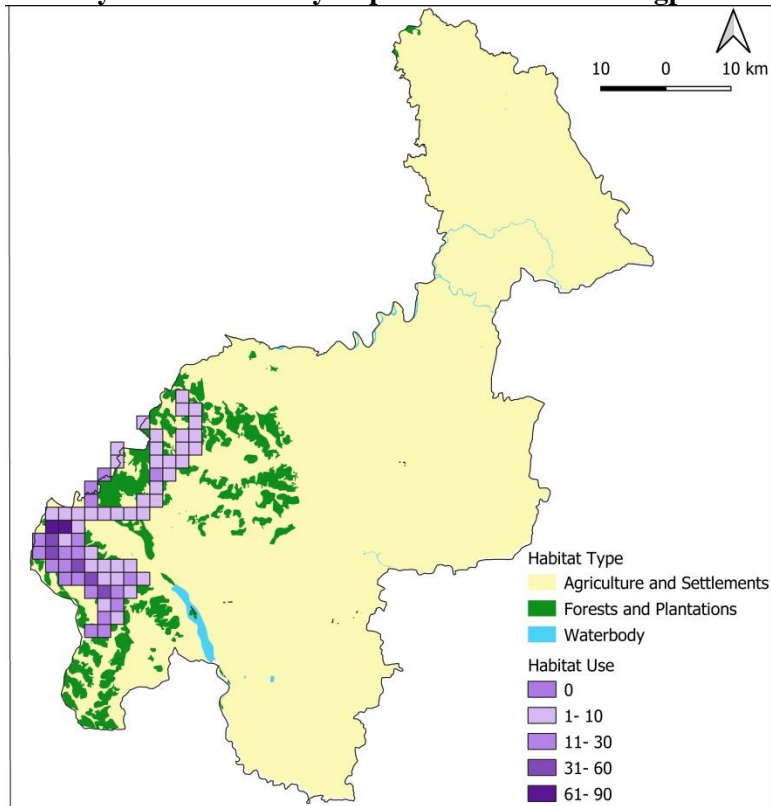 10 0 10 km
Habitat Type
Agriculture and Settlements
Forests and Plantations
Waterbody
Habitat Use
0
1- 10
11- 30
31- 60
61- 90